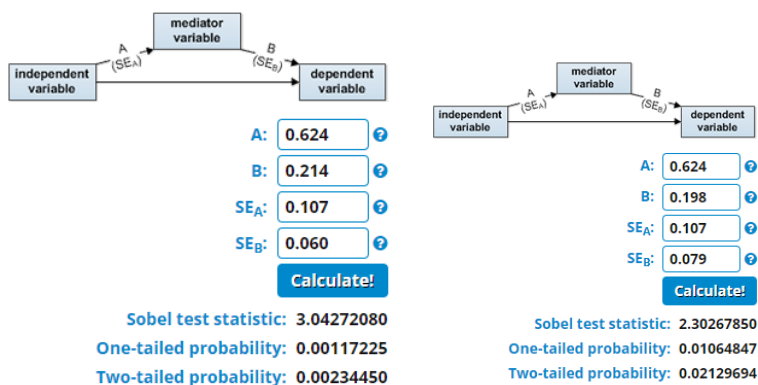 mediator
variable
A
(SEA)
B
(SEB)
independent
variable
dependent
variable
A: 0.624 ?
B: 0.214 ?
SEA: 0.107 ?
SEB: 0.060 ?
Calculate!
Sobel test statistic: 3.04272080
One-tailed probability: 0.00117225
Two-tailed probability: 0.00234450
mediator
variable
A
(SEA)
B
(SEB)
independent
variable
dependent
variable
A: 0.624 ?
B: 0.198 ?
SEA: 0.107 ?
SEB: 0.079 ?
Calculate!
Sobel test statistic: 2.30267850
One-tailed probability: 0.01064847
Two-tailed probability: 0.02129694